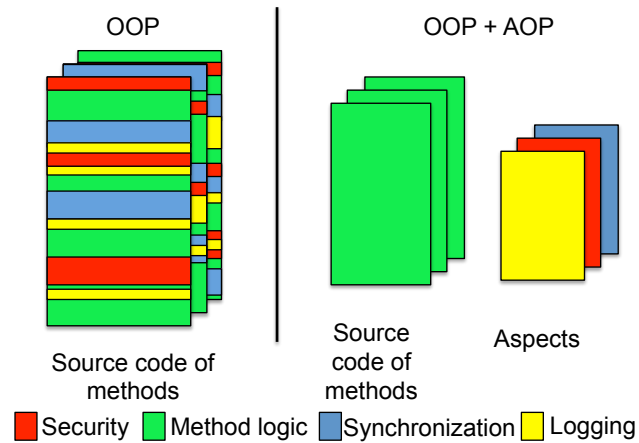 OOP
OOP + AOP
Source code of
methods
Source
code of
methods
Aspects
Security
Method logic
Synchronization
Logging